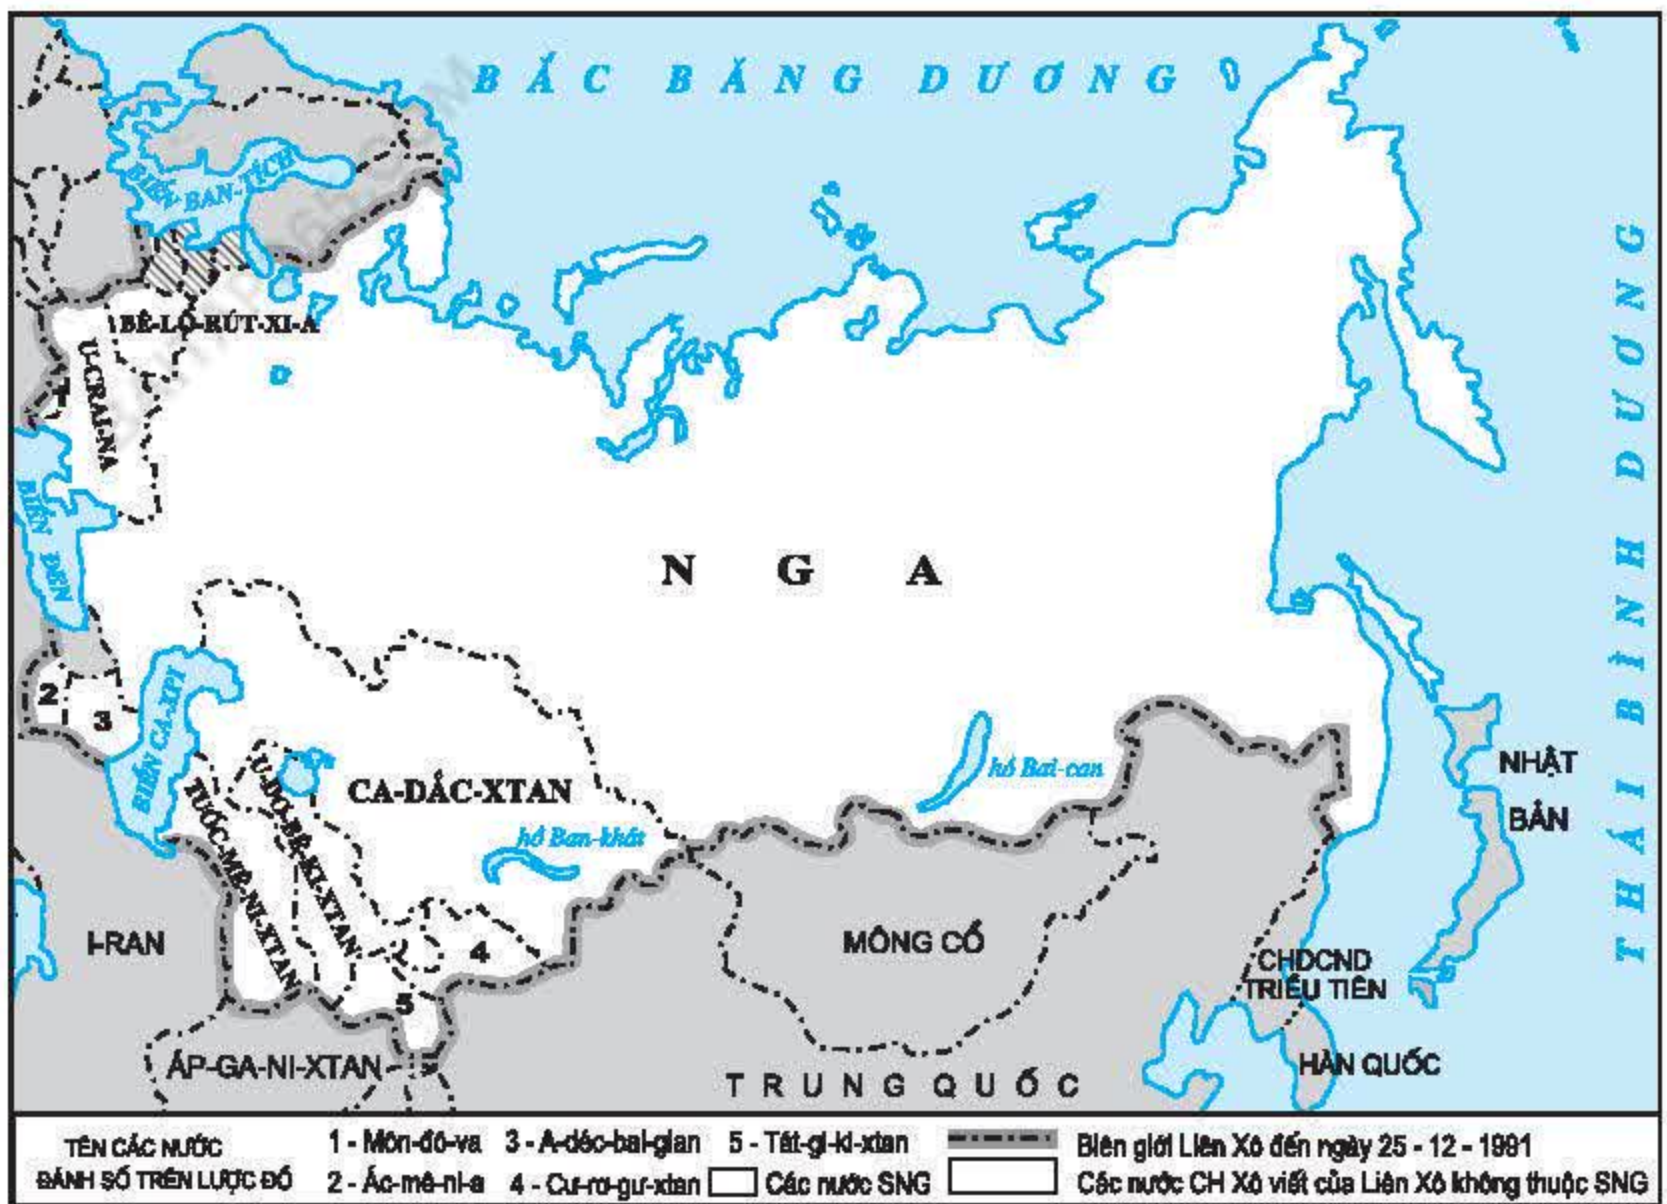 BẮC BĂNG DƯƠNG
BIỂN BAN-TÍCH
BÊ-LÔ-RÚT-XI-A
U-CRAI-NA
1
BIỂN ĐEN
THÁI BÌNH DƯƠNG
NGA
2
3
BIỂN CA-XPI
TUỐC-MÊ-NI-XTAN
U-DƠ-BÊ-KI-XTAN
CA-DẮC-XTAN
hồ Ban-khát
hồ Bai-can
NHẬT
BẢN
I-RAN
4
5
MÔNG CỔ
CHDCND
TRIỀU TIÊN
HÀN QUỐC
ÁP-GA-NI-XTAN
TRUNG QUỐC
TÊN CÁC NƯỚC
ĐÁNH SỐ TRÊN LƯỢC ĐỒ
1 - Môn-đô-va 3 - A-déc-bai-gian 5 - Tát-gi-ki-xtan Biên giới Liên Xô đến ngày 25 - 12 - 1991
2 - Ác-mê-ni-a 4 - Cư-rơ-gư-xtan Các nước SNG Các nước CH Xô viết của Liên Xô không thuộc SNG